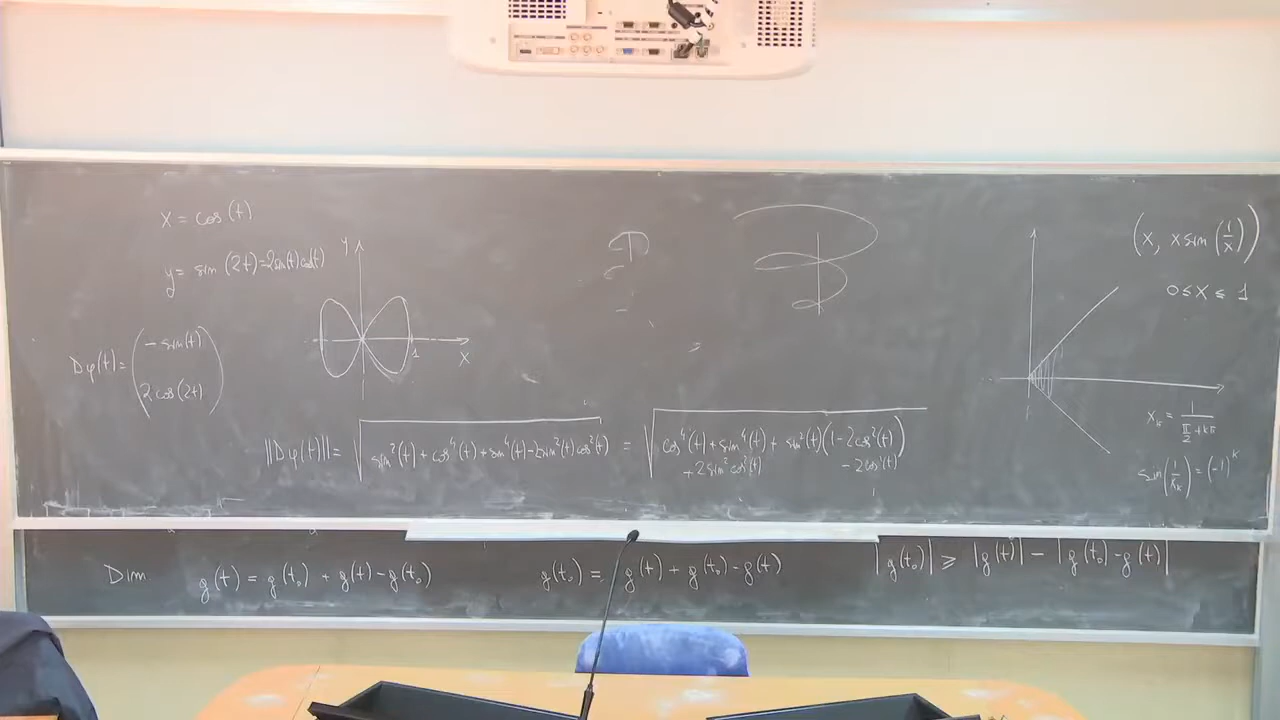 x = cos(t)
y = sin(2t) = 2sin(t)cos(t)
y
x
1
Dφ(t) = ( -sin(t)
2cos(2t) )
||Dφ(t)|| = √(sin²(t) + cos⁴(t) + sin⁴(t) - 2sin²(t)cos²(t)) = √(cos⁴(t) + sin⁴(t) + sin²(t)(1 - 2cos²(t))
+ 2sin²cos²(t) - 2cos²(t))
(x, x sin(1/x))
0 ≤ x ≤ 1
x_k = 1/(π/2 + kπ)
sin(1/x_k) = (-1)^k
Dim g(t) = g(t₀) + g(t) - g(t₀) g(t₀) = g(t) + g(t₀) - g(t) |g(t₀)| ≥ |g(t)| - |g(t₀) - g(t)|